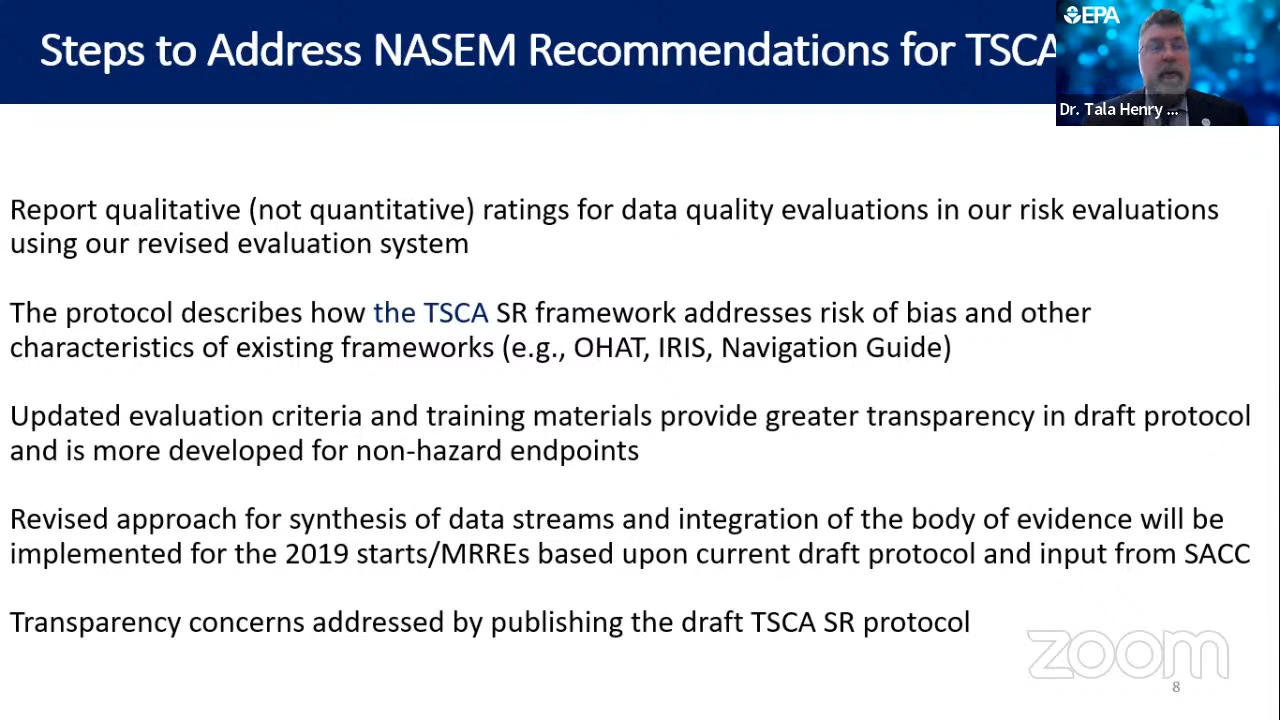 Steps to Address NASEM Recommendations for TSCA
EPA
Dr. Tala Henry ...
Report qualitative (not quantitative) ratings for data quality evaluations in our risk evaluations
using our revised evaluation system
The protocol describes how the TSCA SR framework addresses risk of bias and other
characteristics of existing frameworks (e.g., OHAT, IRIS, Navigation Guide)
Updated evaluation criteria and training materials provide greater transparency in draft protocol
and is more developed for non-hazard endpoints
Revised approach for synthesis of data streams and integration of the body of evidence will be
implemented for the 2019 starts/MRREs based upon current draft protocol and input from SACC
Transparency concerns addressed by publishing the draft TSCA SR protocol
zoom
8